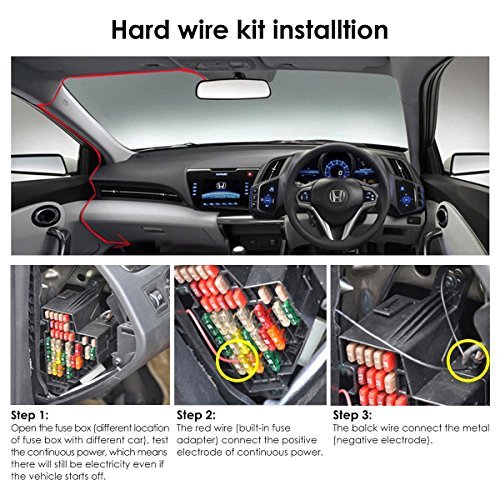 Hard wire kit installtion
Step 1:
Open the fuse box (different location
of fuse box with different car), test
the continuous power, which means
there will still be electricity even if
the vehicle starts off.
Step 2:
The red wire (built-in fuse
adapter) connect the positive
electrode of continuous power.
Step 3:
The balck wire connect the metal
(negative electrode).